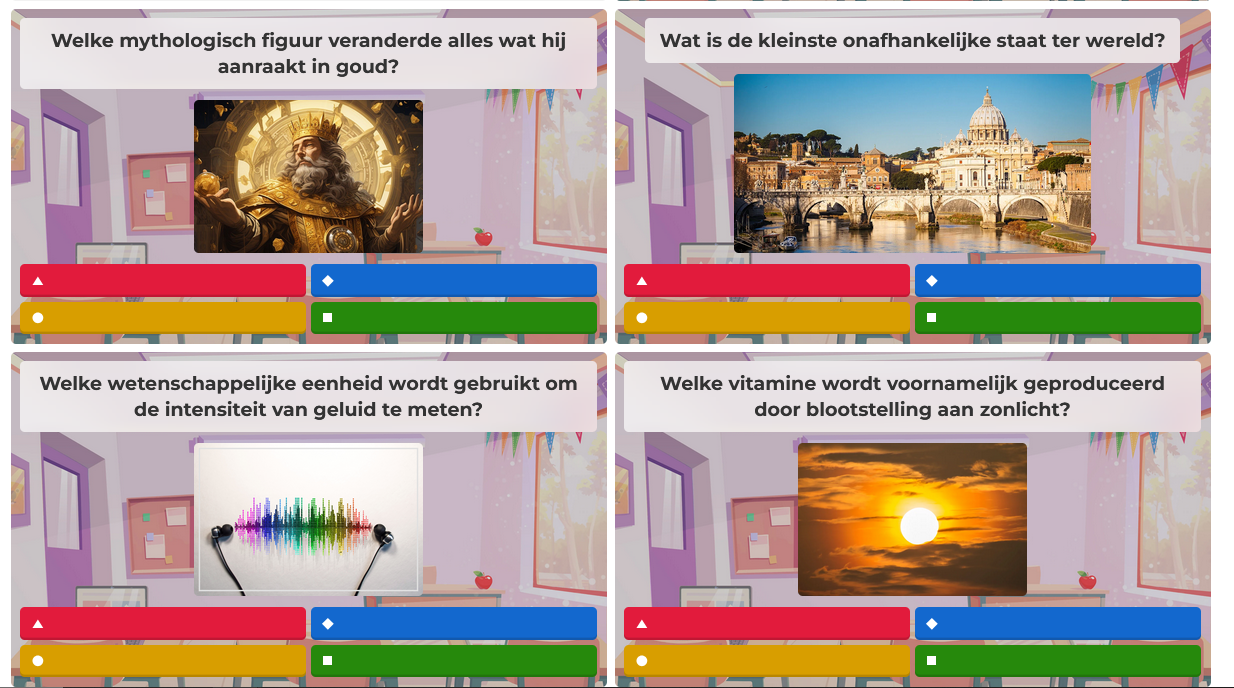 Welke mythologisch figuur veranderde alles wat hij
aanraakt in goud?
Wat is de kleinste onafhankelijke staat ter wereld?
Welke wetenschappelijke eenheid wordt gebruikt om
de intensiteit van geluid te meten?
Welke vitamine wordt voornamelijk geproduceerd
door blootstelling aan zonlicht?